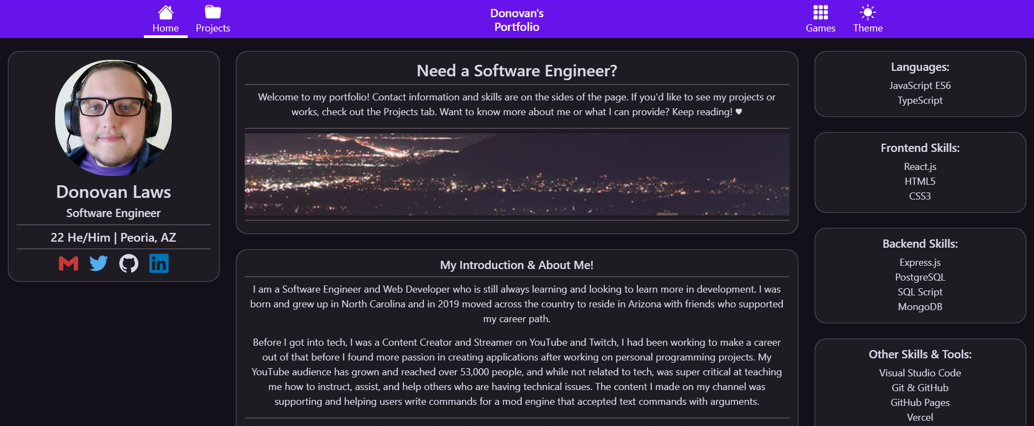 Home
Projects
Donovan's
Portfolio
Games
Theme
Donovan Laws
Software Engineer
22 He/Him | Peoria, AZ
Need a Software Engineer?
Welcome to my portfolio! Contact information and skills are on the sides of the page. If you'd like to see my projects or
works, check out the Projects tab. Want to know more about me or what I can provide? Keep reading! ♥
My Introduction & About Me!
I am a Software Engineer and Web Developer who is still always learning and looking to learn more in development. I was
born and grew up in North Carolina and in 2019 moved across the country to reside in Arizona with friends who supported
my career path.
Before I got into tech, I was a Content Creator and Streamer on YouTube and Twitch, I had been working to make a career
out of that before I found more passion in creating applications after working on personal programming projects. My
YouTube audience has grown and reached over 53,000 people, and while not related to tech, was super critical at teaching
me how to instruct, assist, and help others who are having technical issues. The content I made on my channel was
supporting and helping users write commands for a mod engine that accepted text commands with arguments.
Languages:
JavaScript ES6
TypeScript
Frontend Skills:
React.js
HTML5
CSS3
Backend Skills:
Express.js
PostgreSQL
SQL Script
MongoDB
Other Skills & Tools:
Visual Studio Code
Git & GitHub
GitHub Pages
Vercel